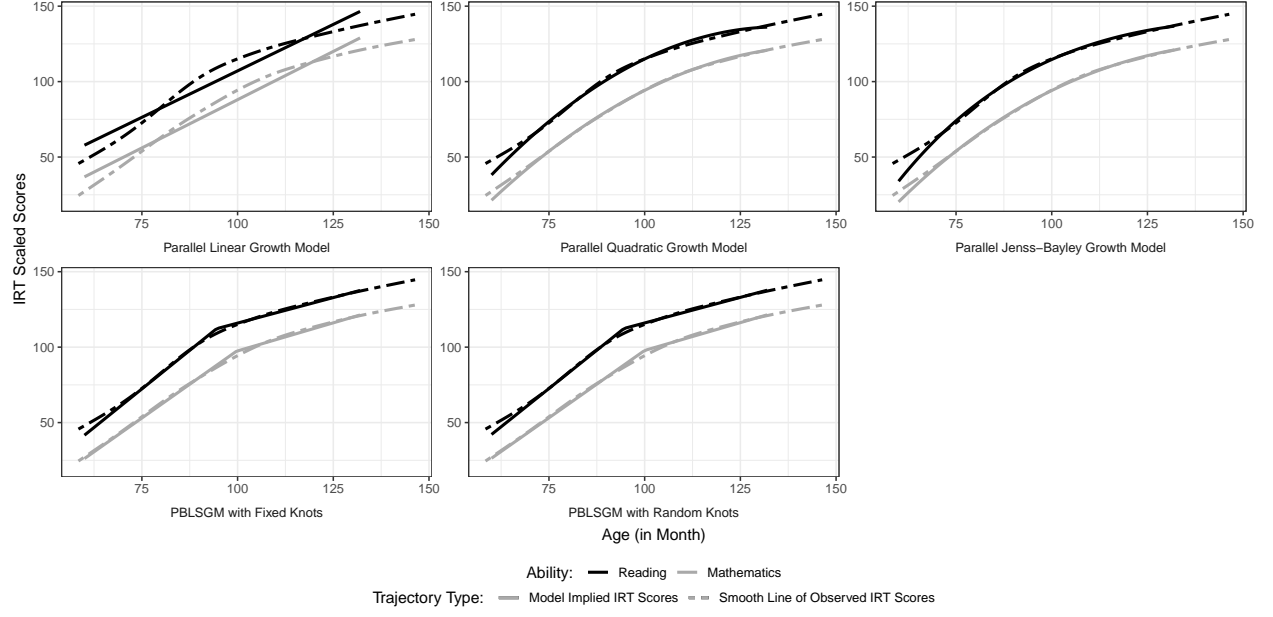 IRT Scaled Scores
150
100
50
75 100 125 150
Parallel Linear Growth Model
150
100
50
75 100 125 150
Parallel Quadratic Growth Model
150
100
50
75 100 125 150
Parallel Jenss−Bayley Growth Model
150
100
50
75 100 125 150
PBLSGM with Fixed Knots
150
100
50
75 100 125 150
PBLSGM with Random Knots
Age (in Month)
Ability: Reading Mathematics
Trajectory Type: Model Implied IRT Scores Smooth Line of Observed IRT Scores